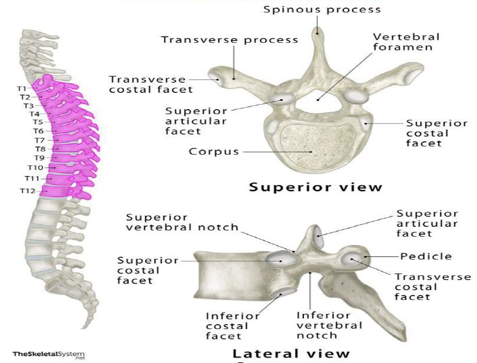 Spinous process
Transverse process
Vertebral
foramen
Transverse
costal facet
Superior
articular
facet
Superior
costal
facet
Corpus
Superior view
T1
T2
T3
T4
T5
T6
T7
T8
T9
T10
T11
T12
Superior
vertebral notch
Superior
articular
facet
Superior
costal
facet
Pedicle
Transverse
costal
facet
Inferior
costal
facet
Inferior
vertebral
notch
Lateral view
TheSkeletalSystem
.net